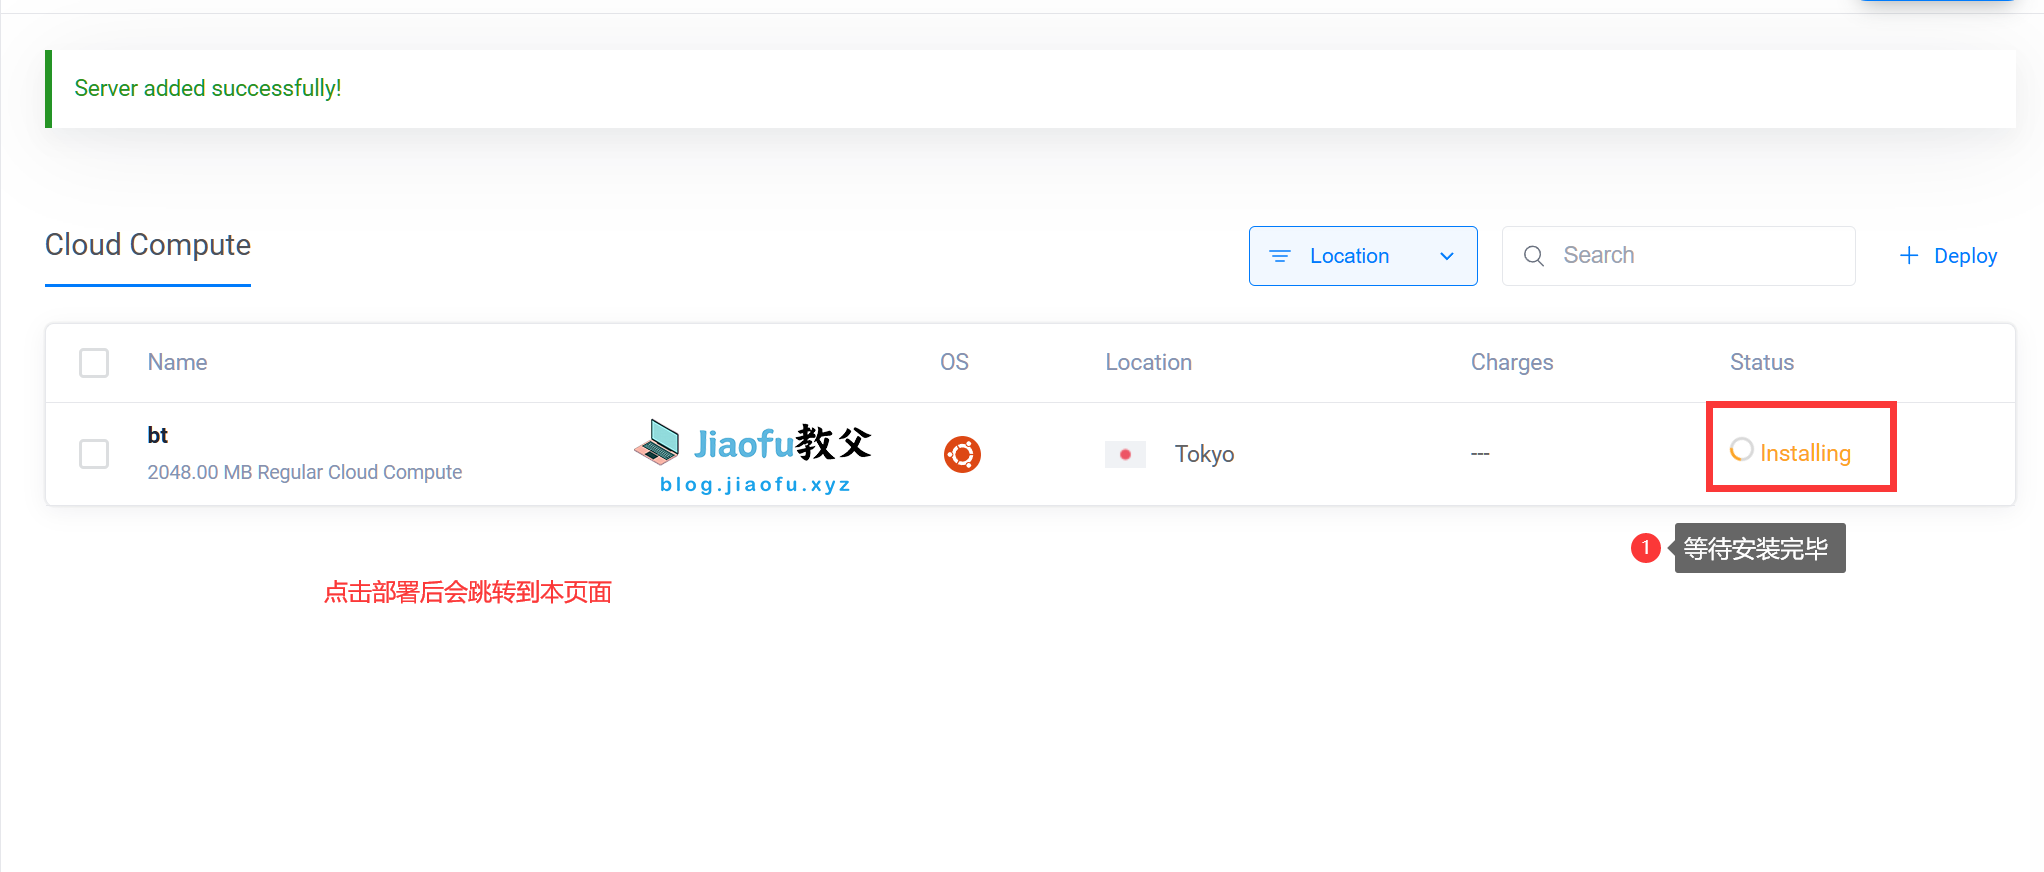 Server added successfully!
Cloud Compute
Location
Search
+ Deploy
Name OS Location Charges Status
bt
2048.00 MB Regular Cloud Compute
Jiaofu教父
blog.jiaofu.xyz
Tokyo
---
Installing
1 等待安装完毕
点击部署后会跳转到本页面